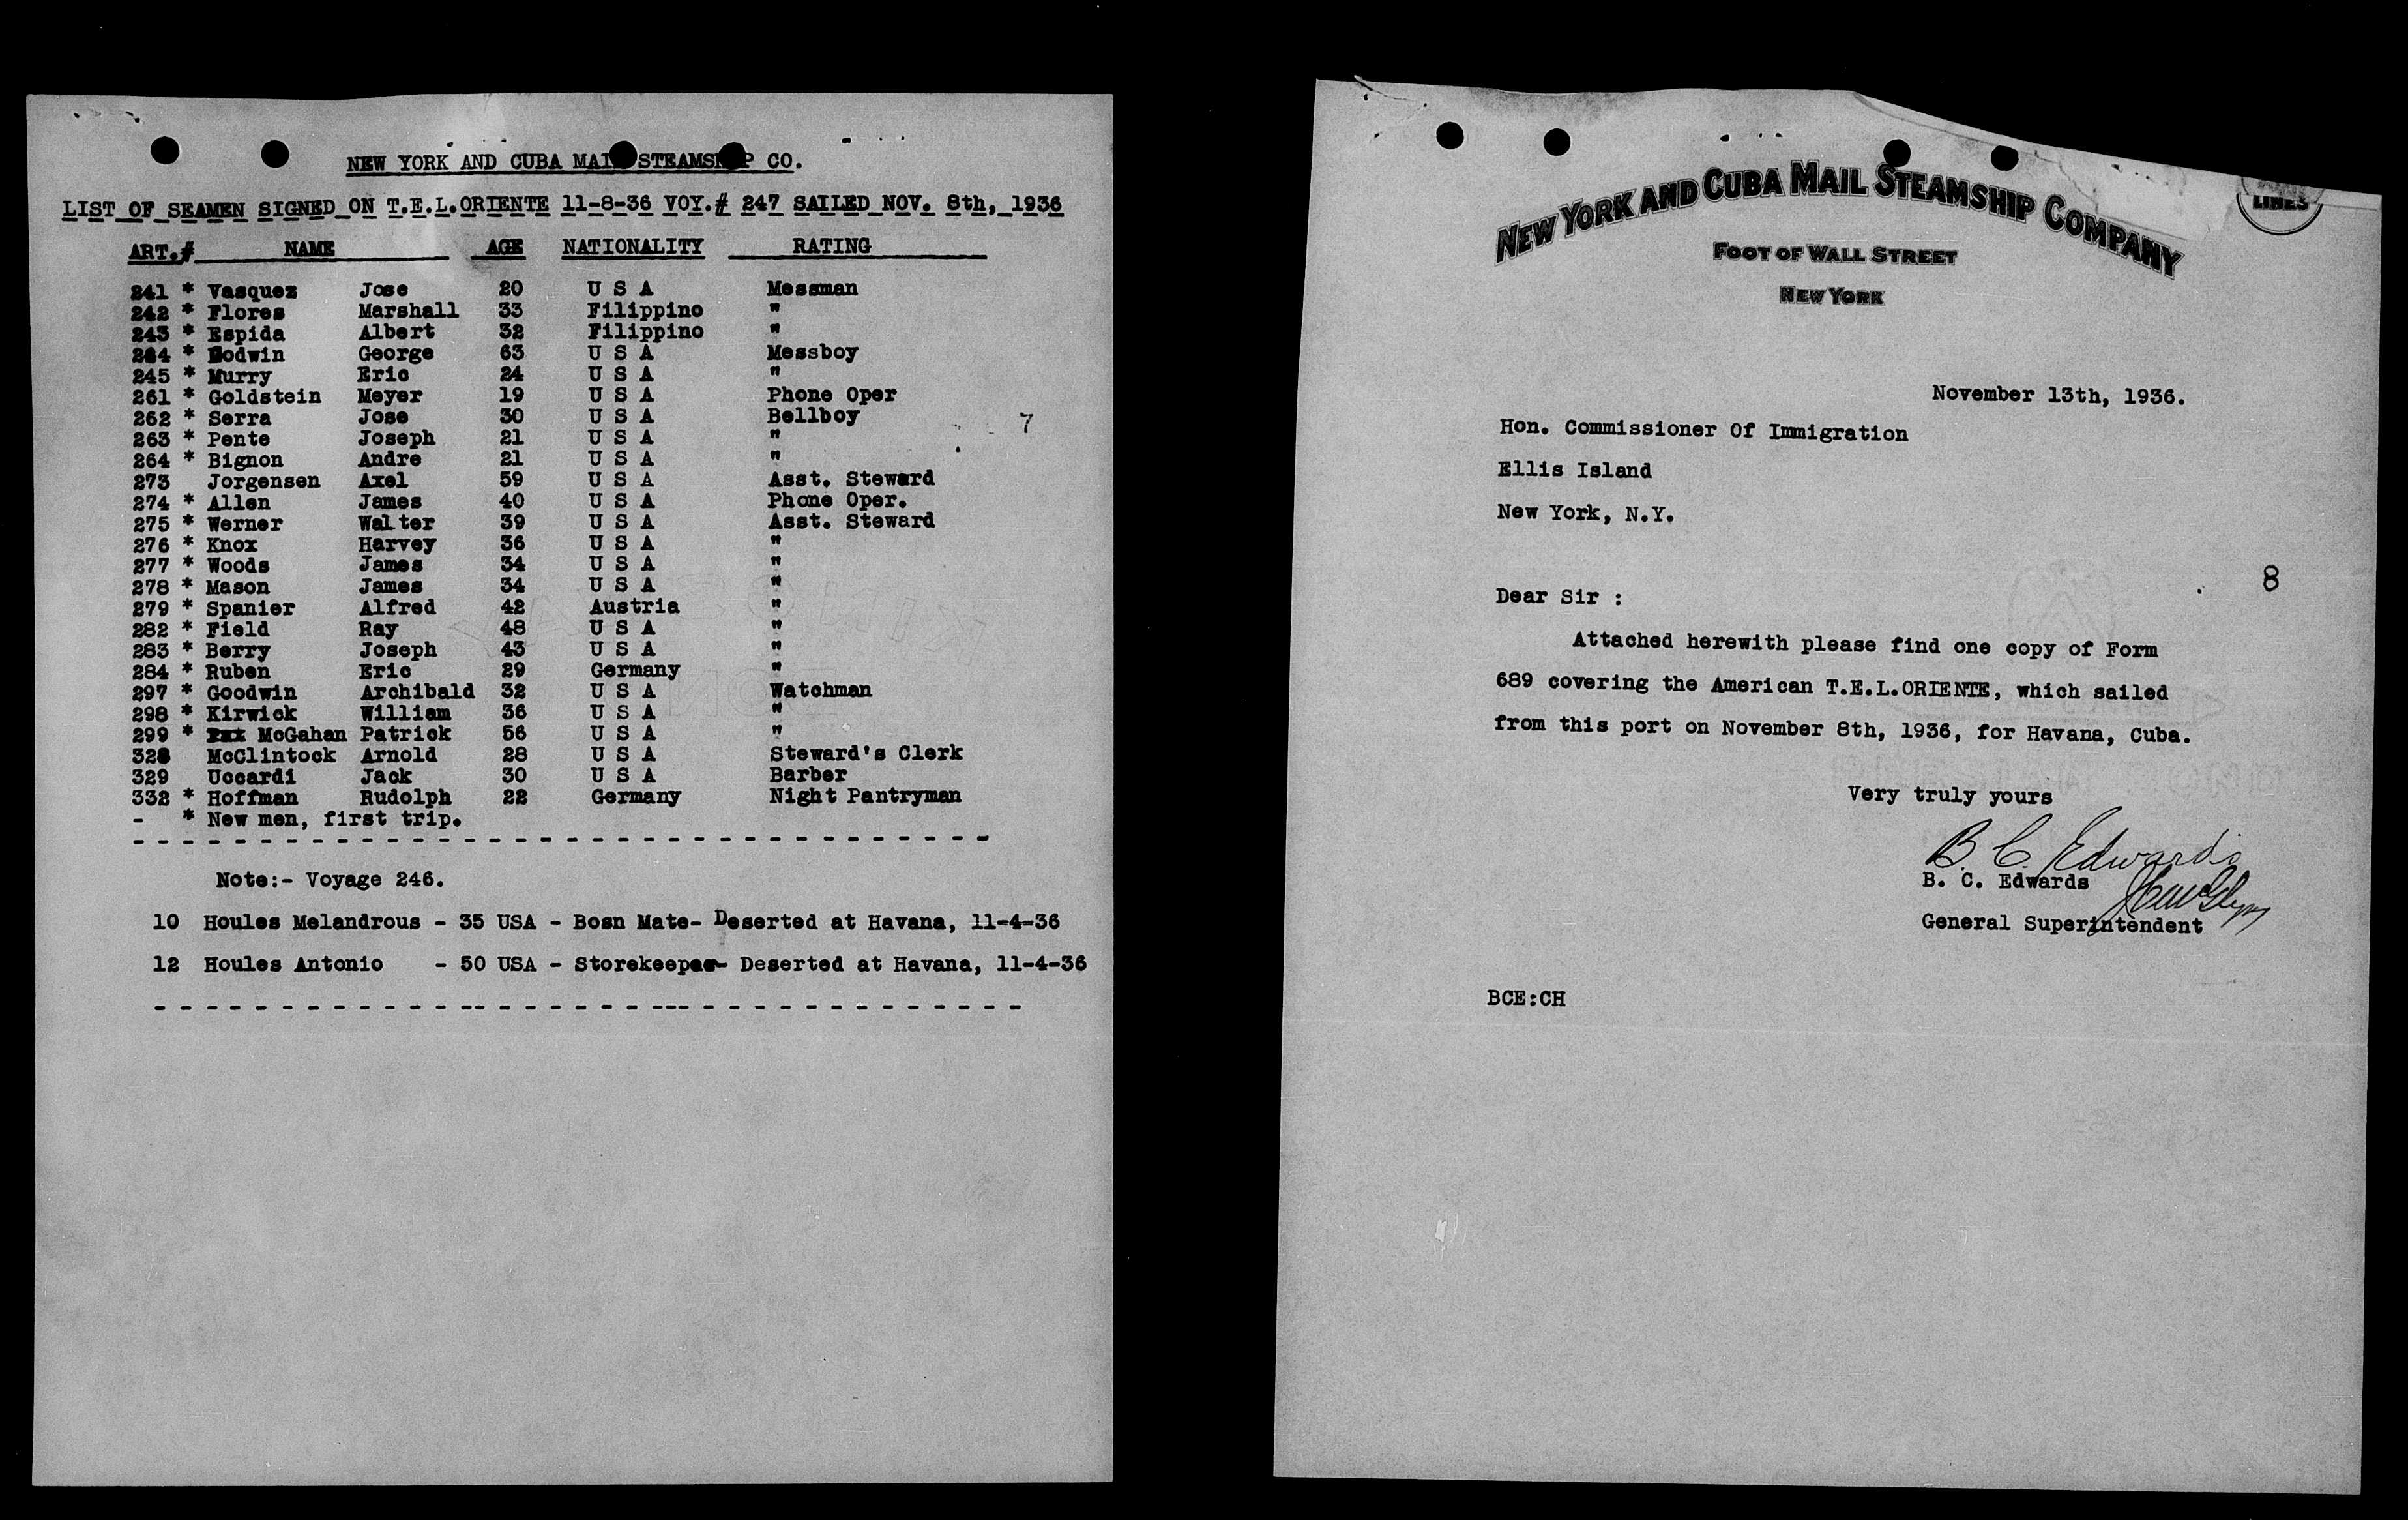 NEW YORK AND CUBA MAIL STEAMSHIP CO.
LIST OF SEAMEN SIGNED ON T.E.L.ORIENTE 11-8-36 VOY.# 247 SAILED NOV. 8th, 1936
ART.# NAME AGE NATIONALITY RATING
241 * Vasquez Jose 20 U S A Messman
242 * Flores Marshall 33 Filippino "
243 * Espida Albert 32 Filippino "
244 * Godwin George 63 U S A Messboy
245 * Murry Eric 24 U S A "
261 * Goldstein Meyer 19 U S A Phone Oper
262 * Serra Jose 30 U S A Bellboy 7
263 * Pente Joseph 21 U S A "
264 * Bignon Andre 21 U S A "
273 Jorgensen Axel 59 U S A Asst. Steward
274 * Allen James 40 U S A Phone Oper.
275 * Werner Walter 39 U S A Asst. Steward
276 * Knox Harvey 36 U S A "
277 * Woods James 34 U S A "
278 * Mason James 34 U S A "
279 * Spanier Alfred 42 Austria "
282 * Field Ray 48 U S A "
283 * Berry Joseph 43 U S A "
284 * Ruben Eric 29 Germany "
297 * Goodwin Archibald 32 U S A Watchman
298 * Kirwick William 36 U S A "
299 * McGahan Patrick 56 U S A "
328 McClintock Arnold 28 U S A Steward's Clerk
329 Uccardi Jack 30 U S A Barber
332 * Hoffman Rudolph 22 Germany Night Pantryman
- * New men, first trip.
Note:- Voyage 246.
10 Houles Melandrous - 35 USA - Bosn Mate- Deserted at Havana, 11-4-36
12 Houles Antonio - 50 USA - Storekeeper- Deserted at Havana, 11-4-36
LINES
NEW YORK AND CUBA MAIL STEAMSHIP COMPANY
FOOT OF WALL STREET
NEW YORK
November 13th, 1936.
Hon. Commissioner Of Immigration
Ellis Island
New York, N.Y.
8
Dear Sir :
Attached herewith please find one copy of Form
689 covering the American T.E.L.ORIENTE, which sailed
from this port on November 8th, 1936, for Havana, Cuba.
Very truly yours
B. C. Edwards
B. C. Edwards
General Superintendent
BCE:CH